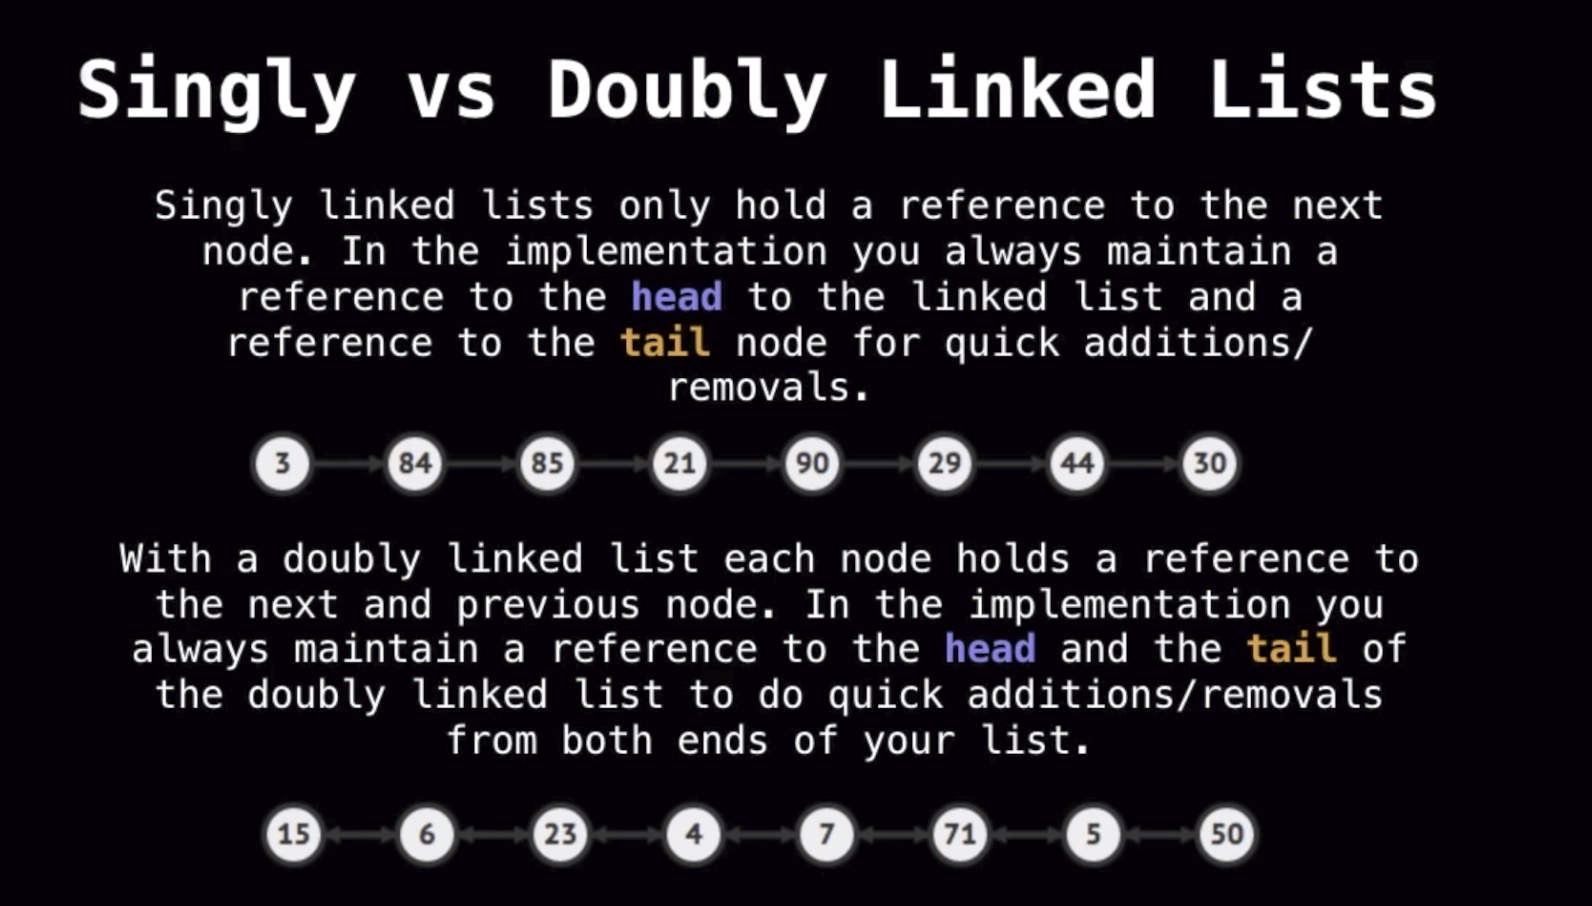 Singly vs Doubly Linked Lists
Singly linked lists only hold a reference to the next
node. In the implementation you always maintain a
reference to the head to the linked list and a
reference to the tail node for quick additions/
removals.
3 84 85 21 90 29 44 30
With a doubly linked list each node holds a reference to
the next and previous node. In the implementation you
always maintain a reference to the head and the tail of
the doubly linked list to do quick additions/removals
from both ends of your list.
15 6 23 4 7 71 5 50